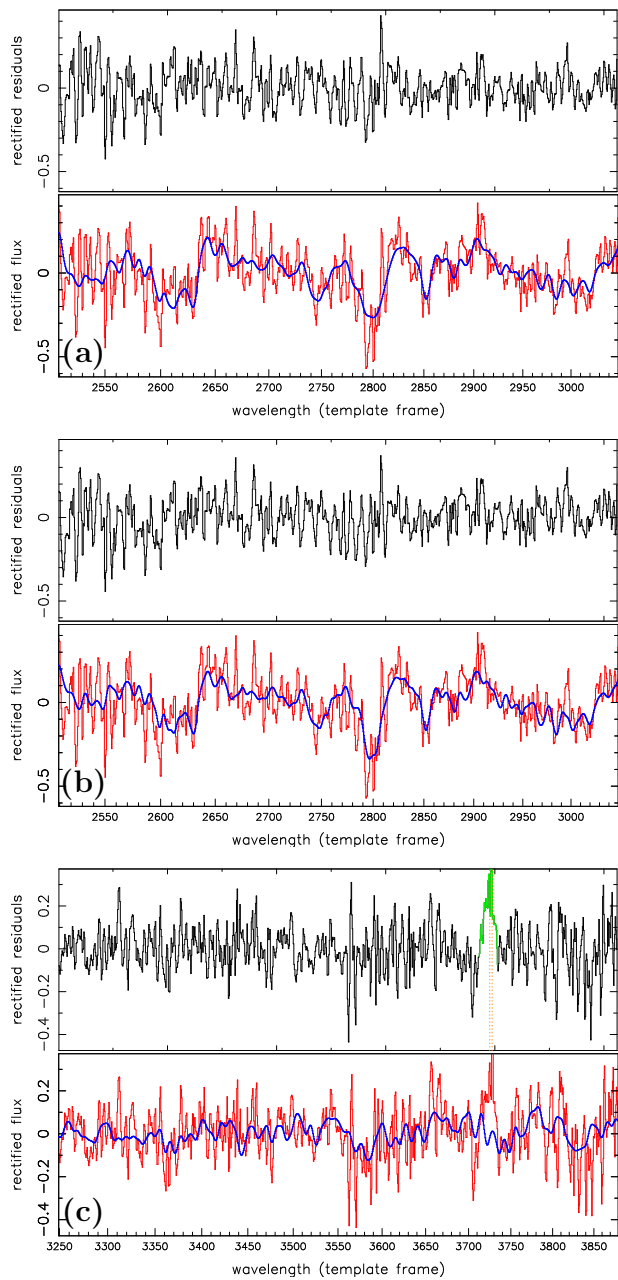 rectified residuals
0
−0.5
rectified flux
0
−0.5
(a)
2550 2600 2650 2700 2750 2800 2850 2900 2950 3000
wavelength (template frame)
rectified residuals
0
−0.5
rectified flux
0
−0.5
(b)
2550 2600 2650 2700 2750 2800 2850 2900 2950 3000
wavelength (template frame)
rectified residuals
0.2
0
−0.2
−0.4
rectified flux
0.2
0
−0.2
−0.4
(c)
3250 3300 3350 3400 3450 3500 3550 3600 3650 3700 3750 3800 3850
wavelength (template frame)